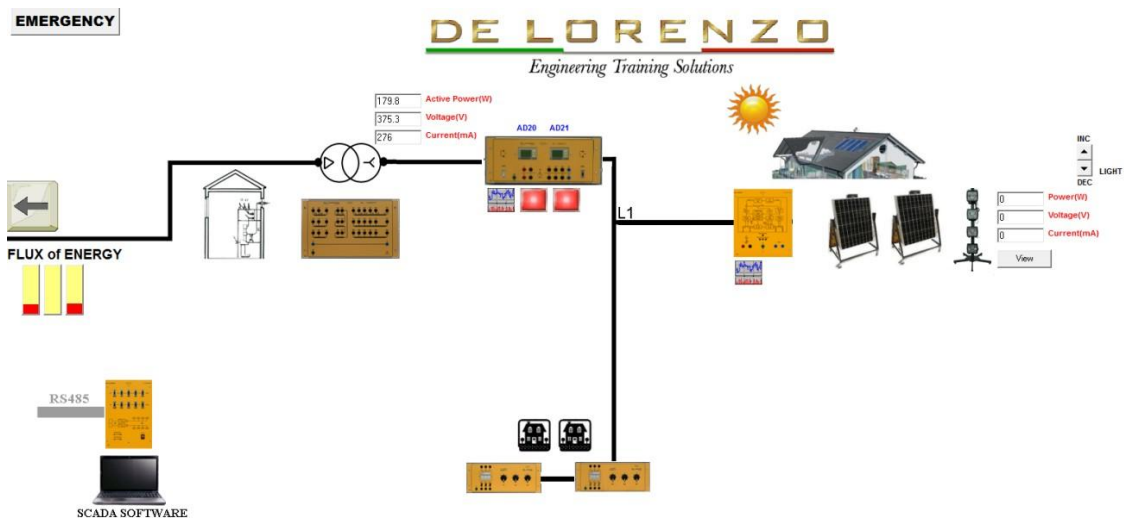 EMERGENCY
DE LORENZO
Engineering Training Solutions
179.8 Active Power(W)
375.3 Voltage(V)
276 Current(mA)
AD20 AD21
INC
DEC
LIGHT
0 Power(W)
0 Voltage(V)
0 Current(mA)
View
L1
FLUX of ENERGY
RS485
SCADA SOFTWARE